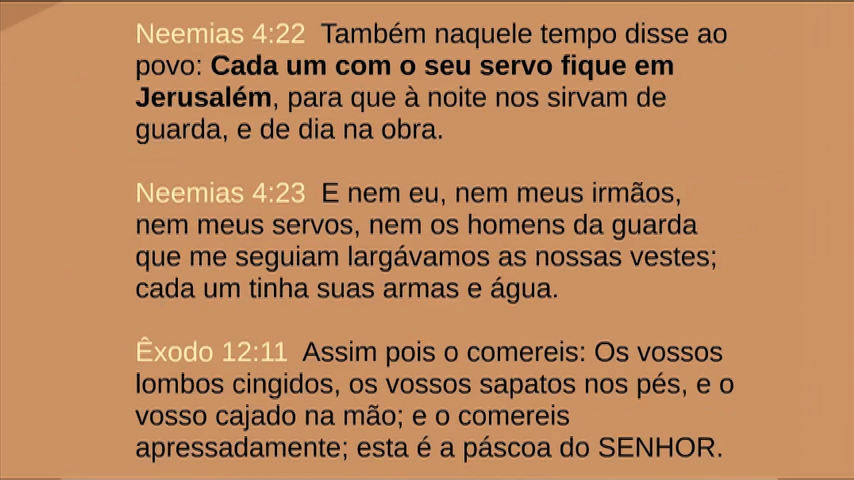 Neemias 4:22 Também naquele tempo disse ao
povo: Cada um com o seu servo fique em
Jerusalém, para que à noite nos sirvam de
guarda, e de dia na obra.
Neemias 4:23 E nem eu, nem meus irmãos,
nem meus servos, nem os homens da guarda
que me seguiam largávamos as nossas vestes;
cada um tinha suas armas e água.
Êxodo 12:11 Assim pois o comereis: Os vossos
lombos cingidos, os vossos sapatos nos pés, e o
vosso cajado na mão; e o comereis
apressadamente; esta é a páscoa do SENHOR.